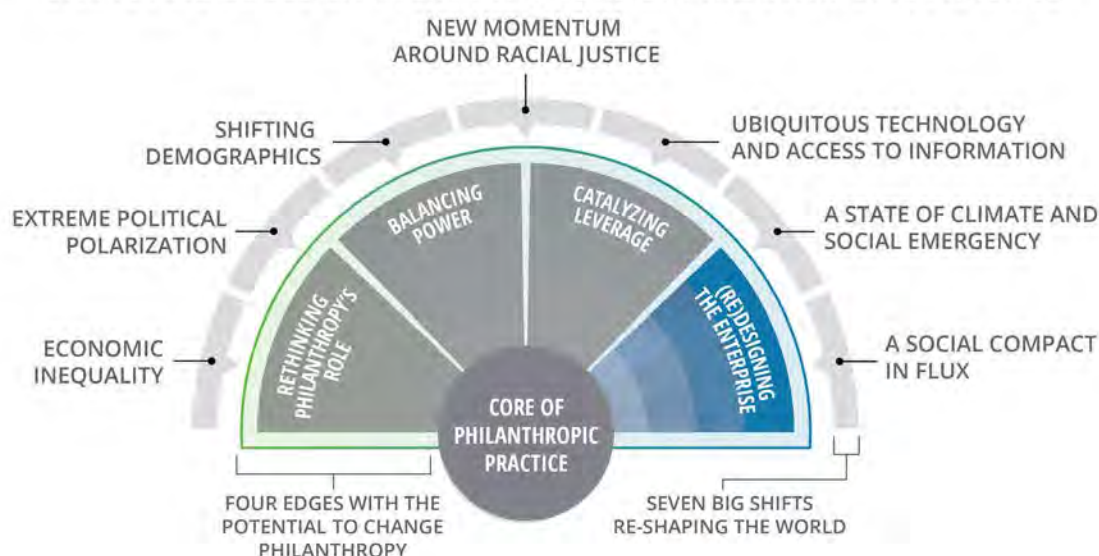 NEW MOMENTUM
AROUND RACIAL JUSTICE
SHIFTING
DEMOGRAPHICS
UBIQUITOUS TECHNOLOGY
AND ACCESS TO INFORMATION
EXTREME POLITICAL
POLARIZATION
A STATE OF CLIMATE AND
SOCIAL EMERGENCY
ECONOMIC
INEQUALITY
A SOCIAL COMPACT
IN FLUX
RETHINKING
PHILANTHROPY'S
ROLE
BALANCING
POWER
CATALYZING
LEVERAGE
(RE)DESIGNING
THE ENTERPRISE
CORE OF
PHILANTHROPIC
PRACTICE
FOUR EDGES WITH THE
POTENTIAL TO CHANGE
PHILANTHROPY
SEVEN BIG SHIFTS
RE-SHAPING THE WORLD